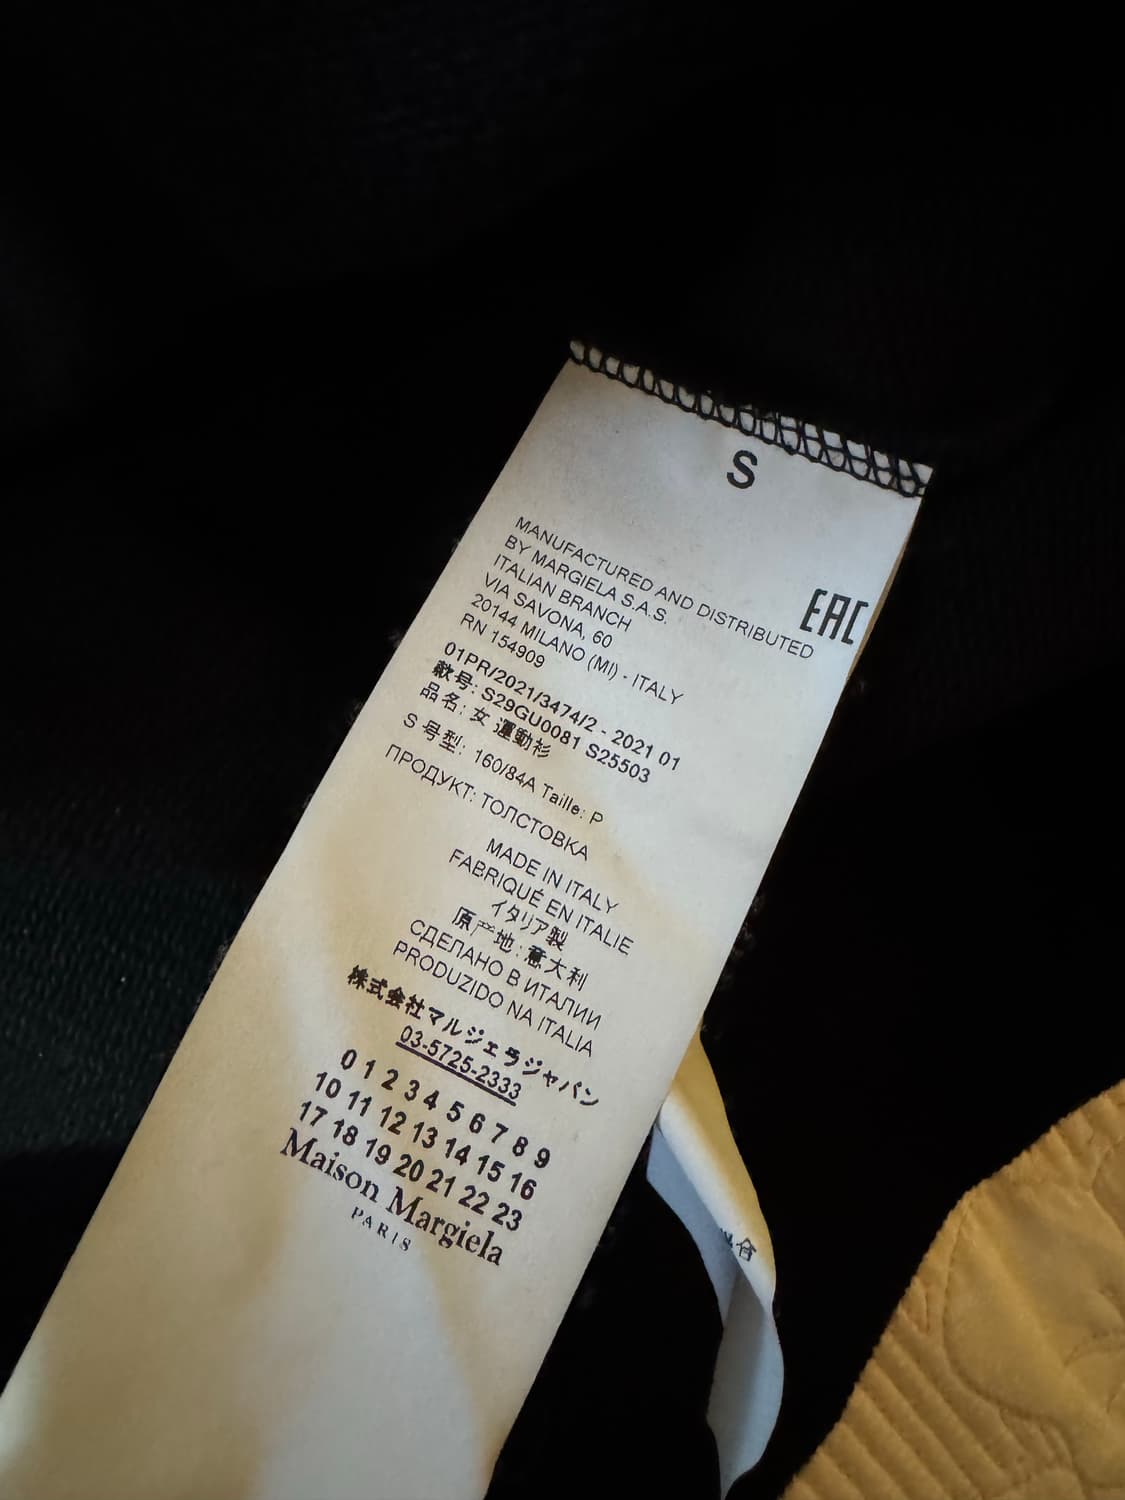 S
EAC
MANUFACTURED AND DISTRIBUTED
BY MARGIELA S.A.S.
ITALIAN BRANCH
VIA SAVONA, 60
20144 MILANO (MI) - ITALY
RN 154909
01PR/2021/3474/2 - 2021 01
款号: S29GU0081 S25503
品名: 女 運動衫
S 号型: 160/84A Taille: P
ПРОДУКТ: ТОЛСТОВКА
MADE IN ITALY
FABRIQUÉ EN ITALIE
イタリア製
原产地: 意大利
СДЕЛАНО В ИТАЛИИ
PRODUZIDO NA ITALIA
株式会社マルジェラジャパン
03-5725-2333
0 1 2 3 4 5 6 7 8 9
10 11 12 13 14 15 16
17 18 19 20 21 22 23
Maison Margiela
PARIS